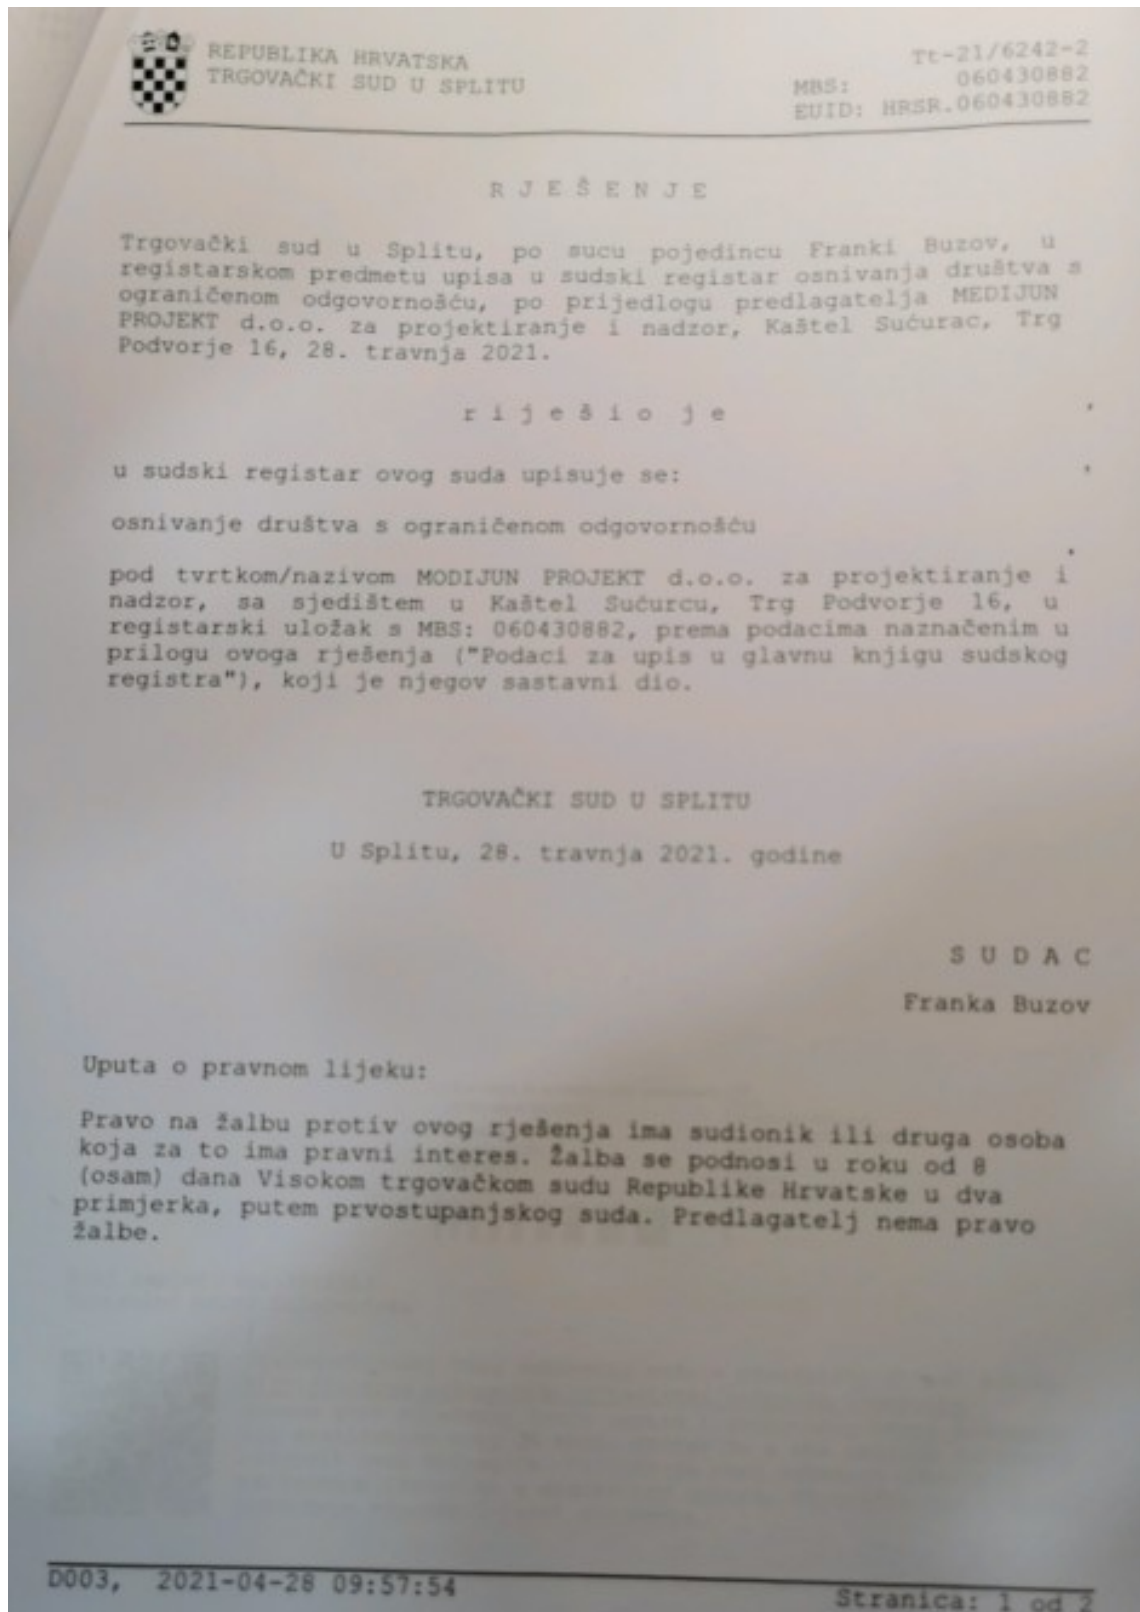 REPUBLIKA HRVATSKA
TRGOVAČKI SUD U SPLITU
Tt-21/6242-2
MBS: 060430882
EUID: HRSR.060430882
R J E Š E N J E
Trgovački sud u Splitu, po sucu pojedincu Franki Buzov, u
registarskom predmetu upisa u sudski registar osnivanja društva s
ograničenom odgovornošću, po prijedlogu predlagatelja MEDIJUN
PROJEKT d.o.o. za projektiranje i nadzor, Kaštel Sućurac, Trg
Podvorje 16, 28. travnja 2021.
r i j e š i o  j e
u sudski registar ovog suda upisuje se:
osnivanje društva s ograničenom odgovornošću
pod tvrtkom/nazivom MODIJUN PROJEKT d.o.o. za projektiranje i
nadzor, sa sjedištem u Kaštel Sućurcu, Trg Podvorje 16, u
registarski uložak s MBS: 060430882, prema podacima naznačenim u
prilogu ovoga rješenja ("Podaci za upis u glavnu knjigu sudskog
registra"), koji je njegov sastavni dio.
TRGOVAČKI SUD U SPLITU
U Splitu, 28. travnja 2021. godine
S U D A C
Franka Buzov
Uputa o pravnom lijeku:
Pravo na žalbu protiv ovog rješenja ima sudionik ili druga osoba
koja za to ima pravni interes. Žalba se podnosi u roku od 8
(osam) dana Visokom trgovačkom sudu Republike Hrvatske u dva
primjerka, putem prvostupanjskog suda. Predlagatelj nema pravo
žalbe.
D003, 2021-04-28 09:57:54
Stranica: 1 od 2